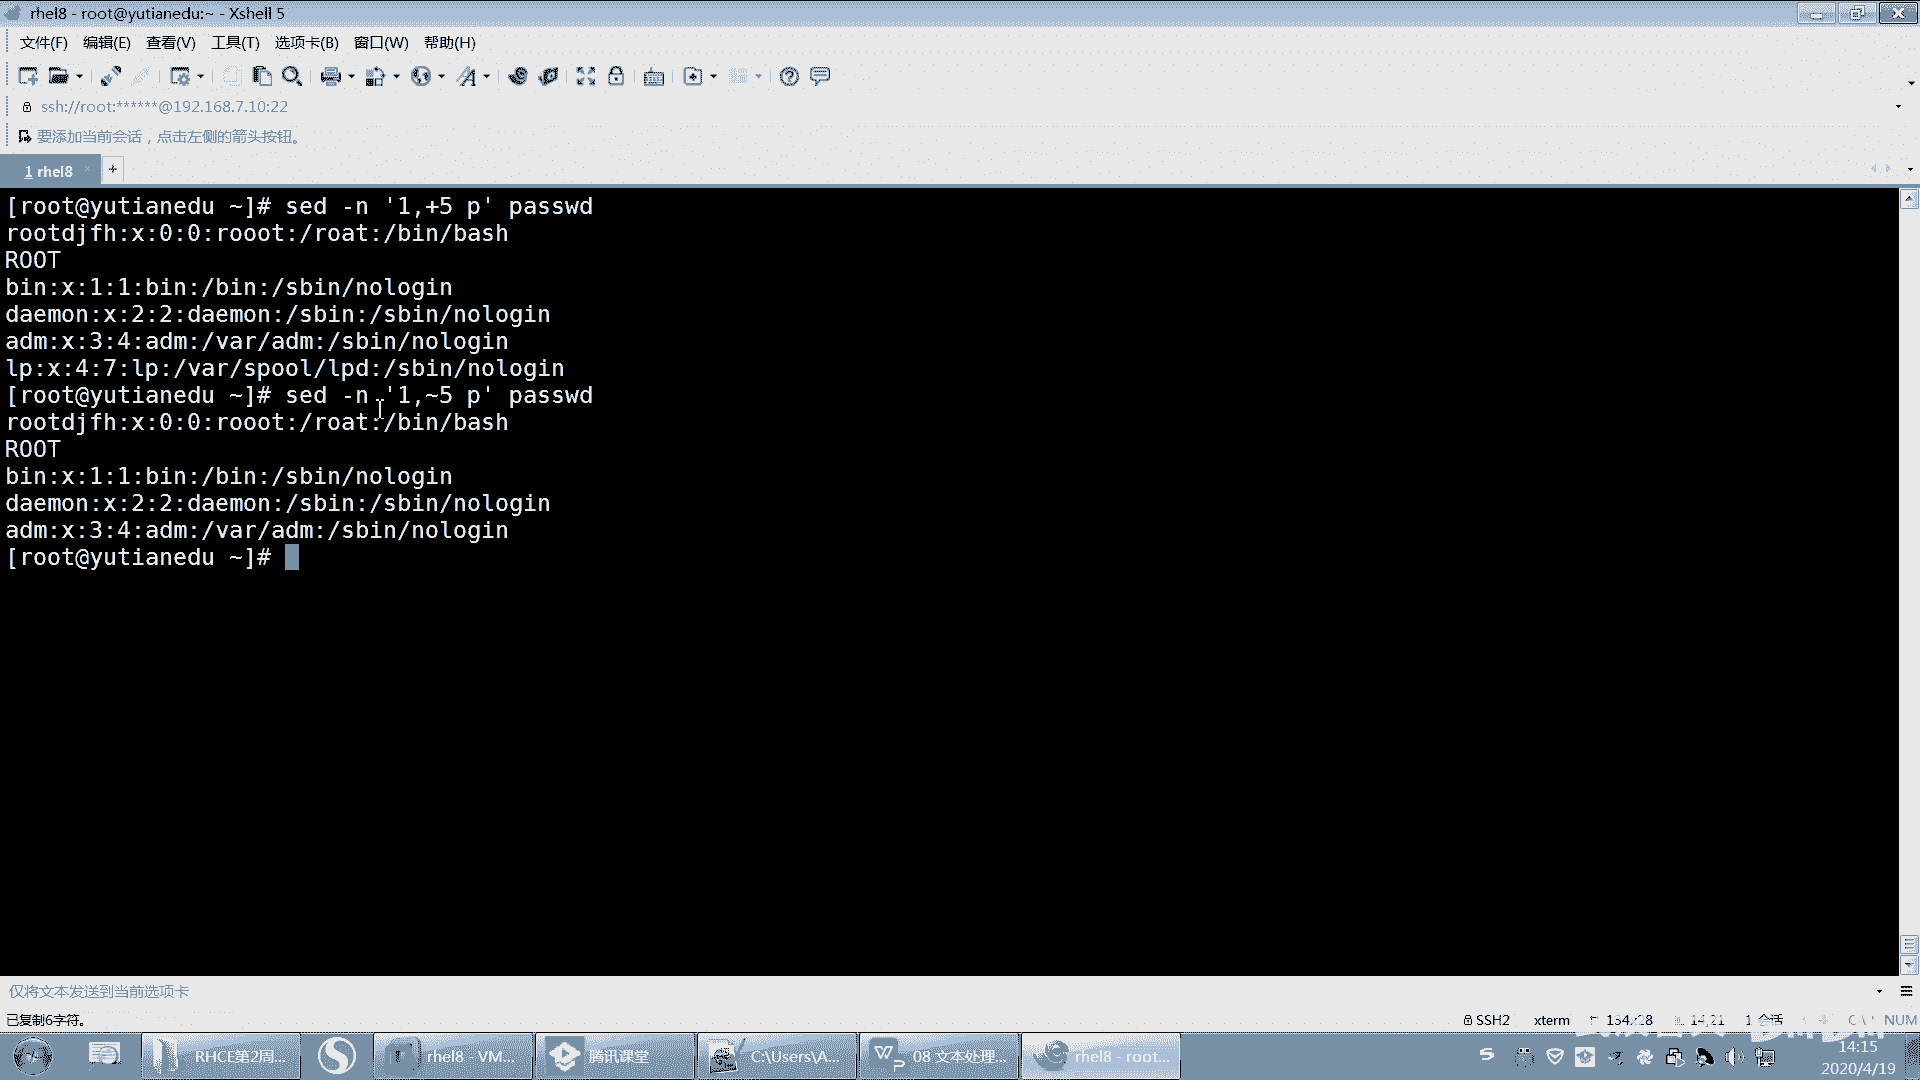 rhel8 - root@yutianedu:~ - Xshell 5
文件(F) 编辑(E) 查看(V) 工具(T) 选项卡(B) 窗口(W) 帮助(H)
ssh://root:******@192.168.7.10:22
要添加当前会话，点击左侧的箭头按钮。
1 rhel8
[root@yutianedu ~]# sed -n '1,+5 p' passwd
rootdjfh:x:0:0:rooot:/roat:/bin/bash
ROOT
bin:x:1:1:bin:/bin:/sbin/nologin
daemon:x:2:2:daemon:/sbin:/sbin/nologin
adm:x:3:4:adm:/var/adm:/sbin/nologin
lp:x:4:7:lp:/var/spool/lpd:/sbin/nologin
[root@yutianedu ~]# sed -n '1,~5 p' passwd
rootdjfh:x:0:0:rooot:/roat:/bin/bash
ROOT
bin:x:1:1:bin:/bin:/sbin/nologin
daemon:x:2:2:daemon:/sbin:/sbin/nologin
adm:x:3:4:adm:/var/adm:/sbin/nologin
[root@yutianedu ~]#
仅将文本发送到当前选项卡
已复制6字符。
SSH2 xterm 134x28 14,21 1 会话 NUM
RHCE第2周... rhel8 - VM... 腾讯课堂 C:\Users\A... 08 文本处理... rhel8 - root...
14:15
2020/4/19